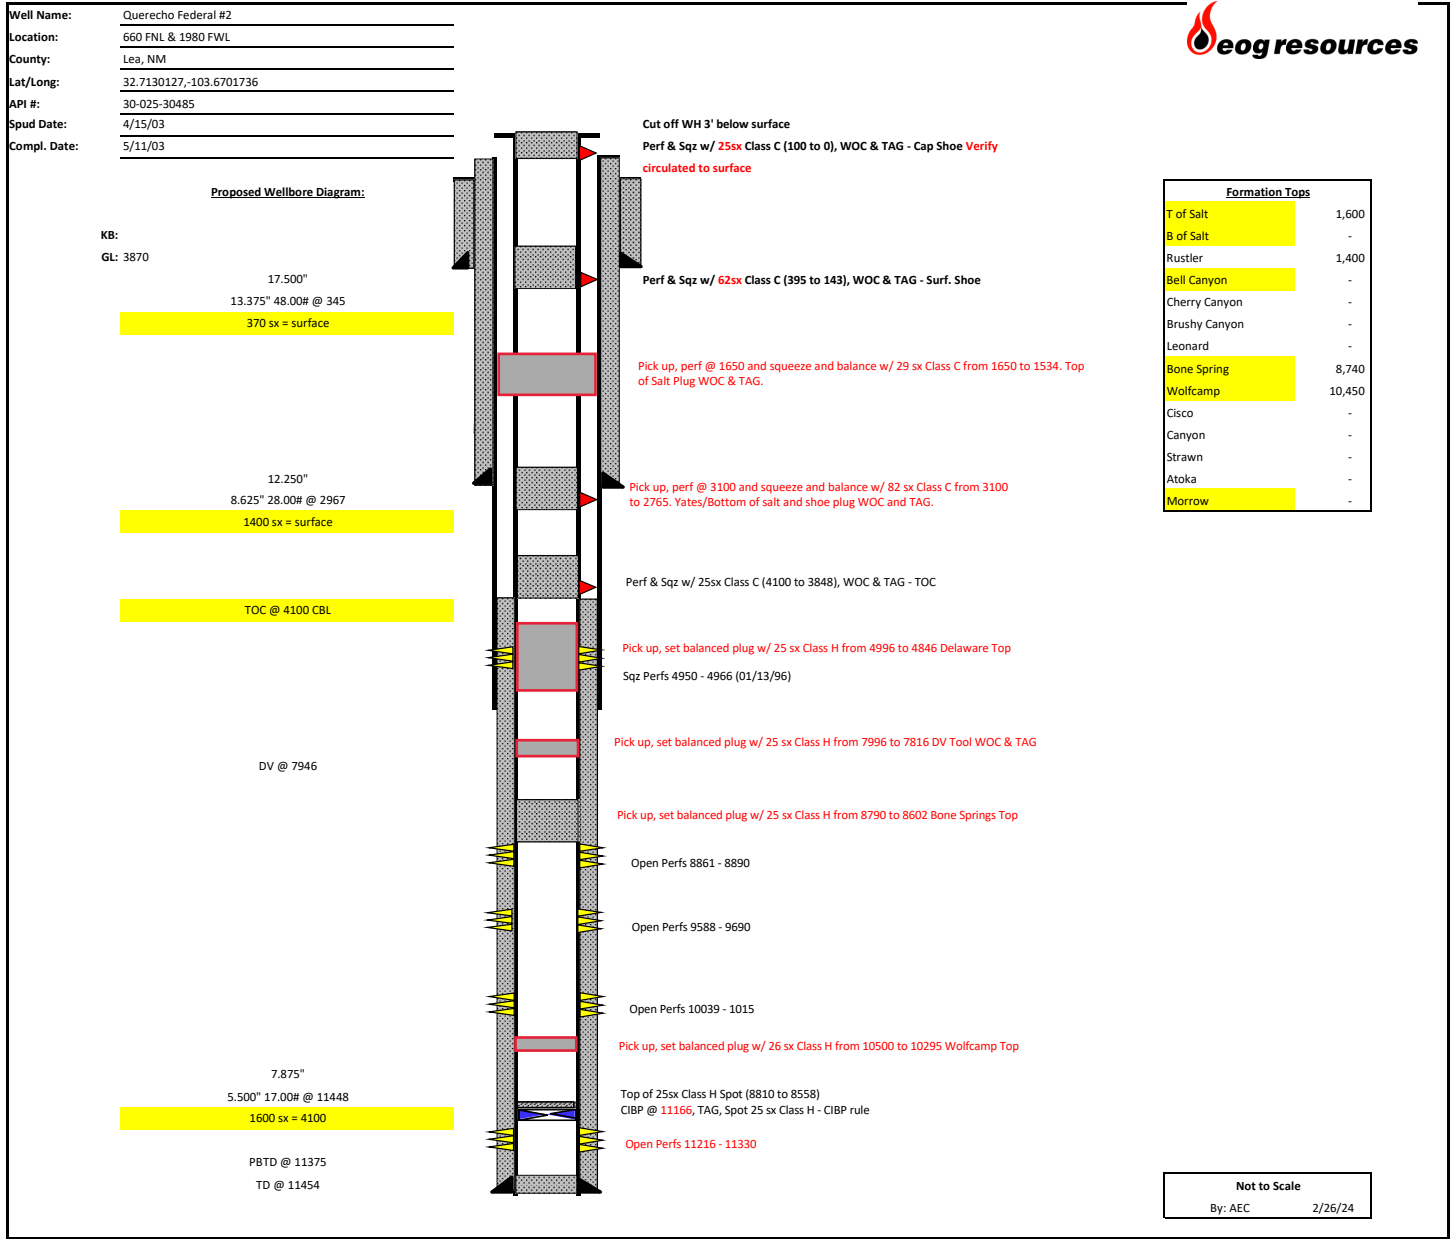 Well Name: Querecho Federal #2
Location: 660 FNL & 1980 FWL
County: Lea, NM
Lat/Long: 32.7130127,-103.6701736
API #: 30-025-30485
Spud Date: 4/15/03
Compl. Date: 5/11/03
eog resources
Proposed Wellbore Diagram:
KB:
GL: 3870
17.500"
13.375" 48.00# @ 345
370 sx = surface
12.250"
8.625" 28.00# @ 2967
1400 sx = surface
TOC @ 4100 CBL
DV @ 7946
7.875"
5.500" 17.00# @ 11448
1600 sx = 4100
PBTD @ 11375
TD @ 11454
Cut off WH 3' below surface
Perf & Sqz w/ 25sx Class C (100 to 0), WOC & TAG - Cap Shoe Verify
circulated to surface
Perf & Sqz w/ 62sx Class C (395 to 143), WOC & TAG - Surf. Shoe
Pick up, perf @ 1650 and squeeze and balance w/ 29 sx Class C from 1650 to 1534. Top
of Salt Plug WOC & TAG.
Pick up, perf @ 3100 and squeeze and balance w/ 82 sx Class C from 3100
to 2765. Yates/Bottom of salt and shoe plug WOC and TAG.
Perf & Sqz w/ 25sx Class C (4100 to 3848), WOC & TAG - TOC
Pick up, set balanced plug w/ 25 sx Class H from 4996 to 4846 Delaware Top
Sqz Perfs 4950 - 4966 (01/13/96)
Pick up, set balanced plug w/ 25 sx Class H from 7996 to 7816 DV Tool WOC & TAG
Pick up, set balanced plug w/ 25 sx Class H from 8790 to 8602 Bone Springs Top
Open Perfs 8861 - 8890
Open Perfs 9588 - 9690
Open Perfs 10039 - 1015
Pick up, set balanced plug w/ 26 sx Class H from 10500 to 10295 Wolfcamp Top
Top of 25sx Class H Spot (8810 to 8558)
CIBP @ 11166, TAG, Spot 25 sx Class H - CIBP rule
Open Perfs 11216 - 11330
Formation Tops
T of Salt 1,600
B of Salt -
Rustler 1,400
Bell Canyon -
Cherry Canyon -
Brushy Canyon -
Leonard -
Bone Spring 8,740
Wolfcamp 10,450
Cisco -
Canyon -
Strawn -
Atoka -
Morrow -
Not to Scale
By: AEC 2/26/24